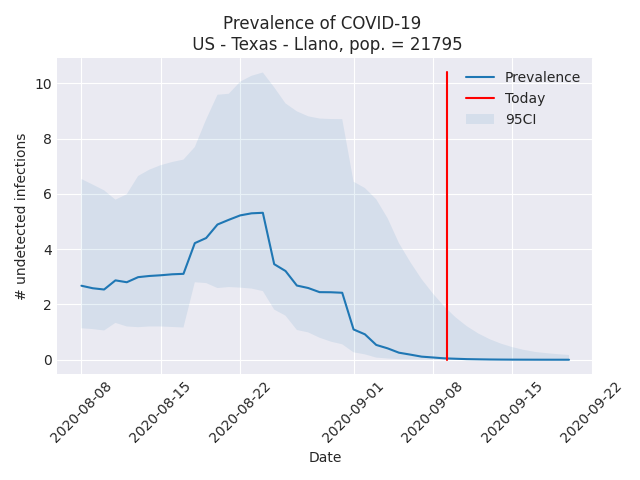 Prevalence of COVID-19
US - Texas - Llano, pop. = 21795
# undetected infections
10
8
6
4
2
0
Prevalence
Today
95CI
2020-08-08
2020-08-15
2020-08-22
2020-09-01
2020-09-08
2020-09-15
2020-09-22
Date